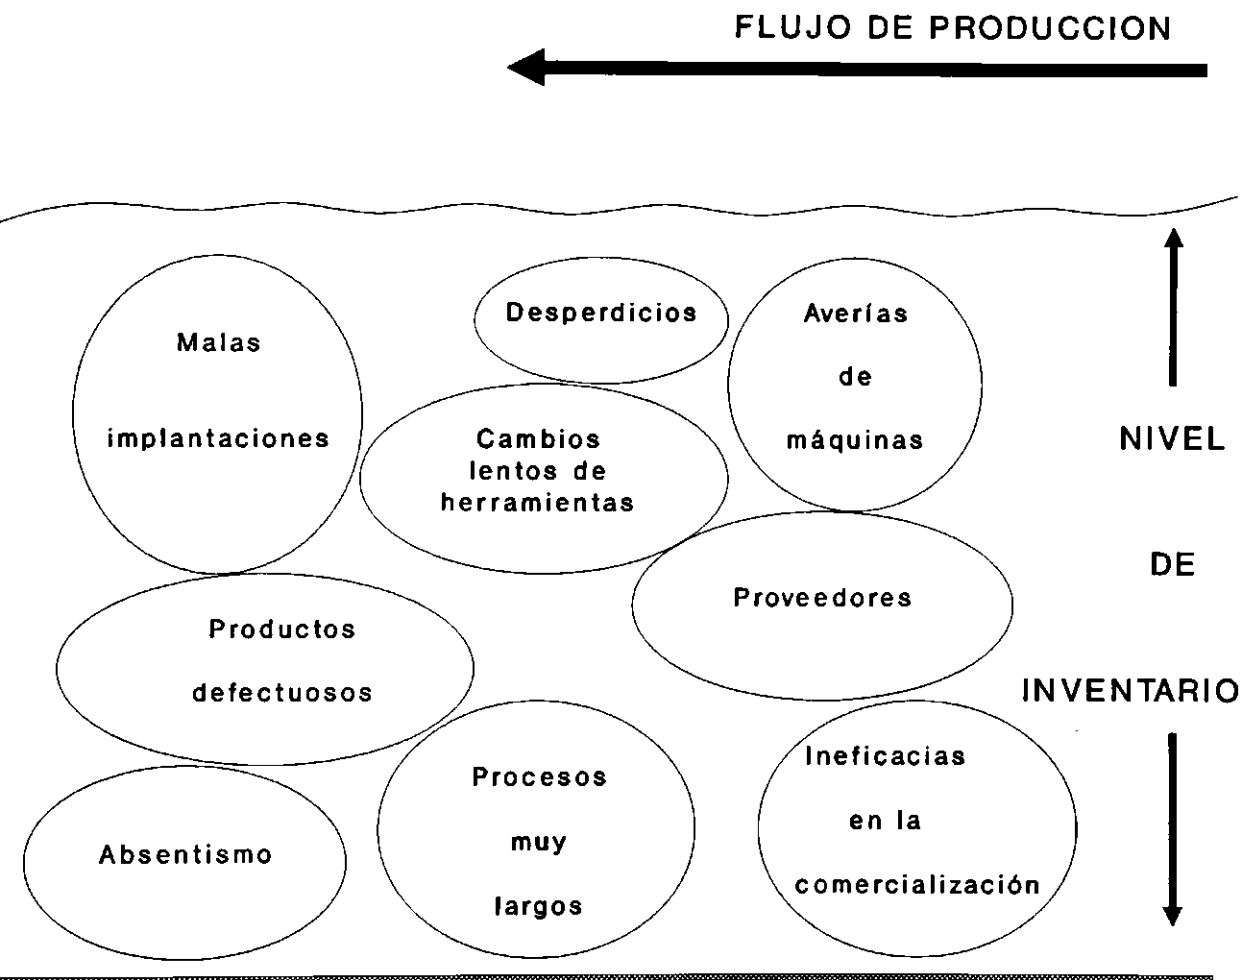 FLUJO DE PRODUCCION
Malas
implantaciones
Desperdicios
Averías
de
máquinas
Cambios
lentos de
herramientas
NIVEL
DE
INVENTARIO
Proveedores
Productos
defectuosos
Absentismo
Procesos
muy
largos
Ineficacias
en la
comercialización